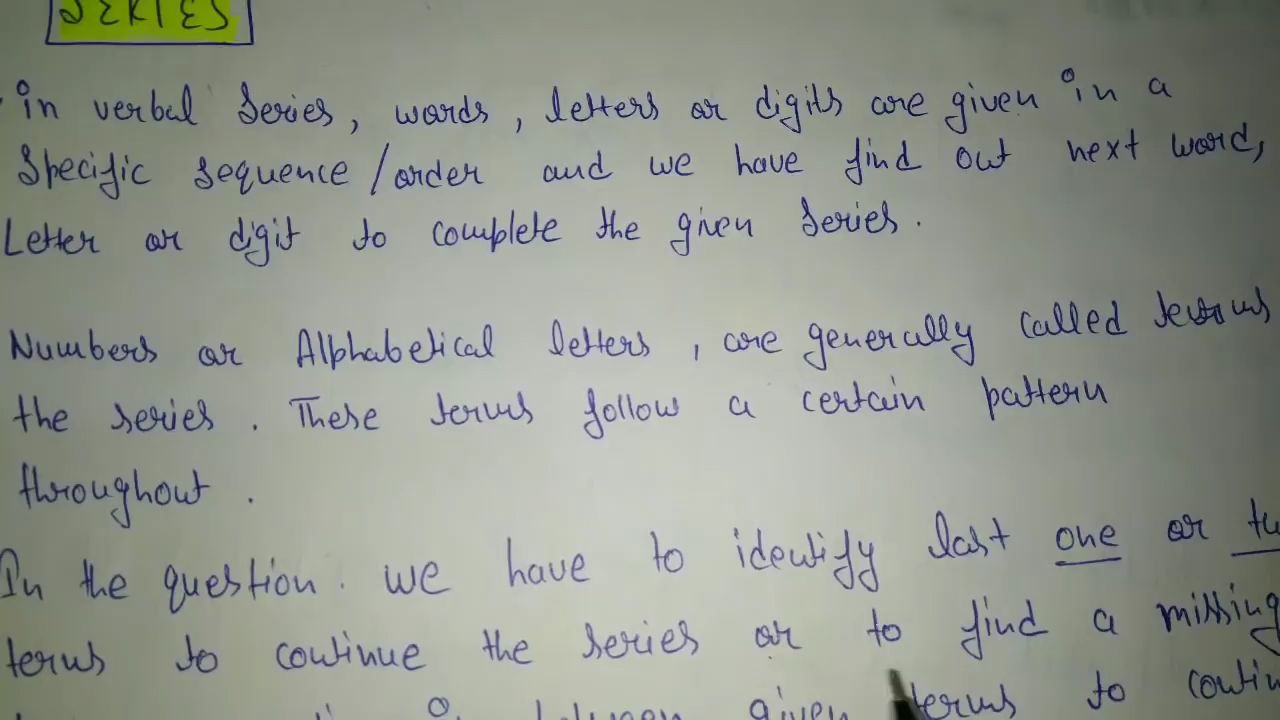 SERIES
in verbal series, words, letters or digits are given in a
specific sequence/order and we have find out next word,
Letter or digit to complete the given series.
Numbers or Alphabetical letters, are generally called terms
the series. These terms follow a certain pattern
throughout.
In the question. we have to identify last one or
terms to continue the series or to find a missing
between given terms to